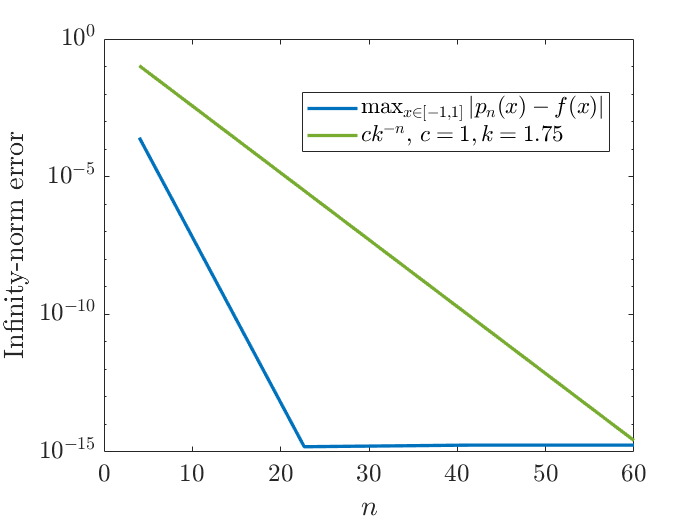 10^0
10^{-5}
10^{-10}
10^{-15}
Infinity-norm error
max_{x∈[-1,1]} |p_n(x) − f(x)|
ck^{-n}, c = 1, k = 1.75
0 10 20 30 40 50 60
n